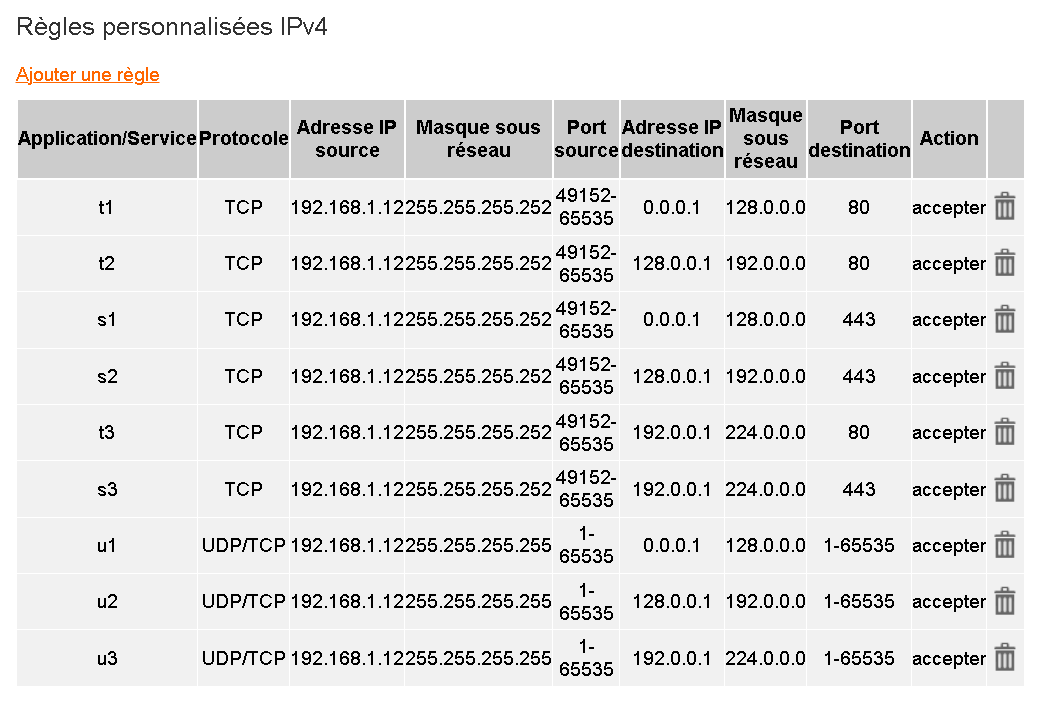 Règles personnalisées IPv4
Ajouter une règle
Application/Service Protocole Adresse IP source Masque sous réseau Port source Adresse IP destination Masque sous réseau Port destination Action
t1 TCP 192.168.1.12 255.255.255.252 49152-65535 0.0.0.1 128.0.0.0 80 accepter
t2 TCP 192.168.1.12 255.255.255.252 49152-65535 128.0.0.1 192.0.0.0 80 accepter
s1 TCP 192.168.1.12 255.255.255.252 49152-65535 0.0.0.1 128.0.0.0 443 accepter
s2 TCP 192.168.1.12 255.255.255.252 49152-65535 128.0.0.1 192.0.0.0 443 accepter
t3 TCP 192.168.1.12 255.255.255.252 49152-65535 192.0.0.1 224.0.0.0 80 accepter
s3 TCP 192.168.1.12 255.255.255.252 49152-65535 192.0.0.1 224.0.0.0 443 accepter
u1 UDP/TCP 192.168.1.12 255.255.255.255 1-65535 0.0.0.1 128.0.0.0 1-65535 accepter
u2 UDP/TCP 192.168.1.12 255.255.255.255 1-65535 128.0.0.1 192.0.0.0 1-65535 accepter
u3 UDP/TCP 192.168.1.12 255.255.255.255 1-65535 192.0.0.1 224.0.0.0 1-65535 accepter